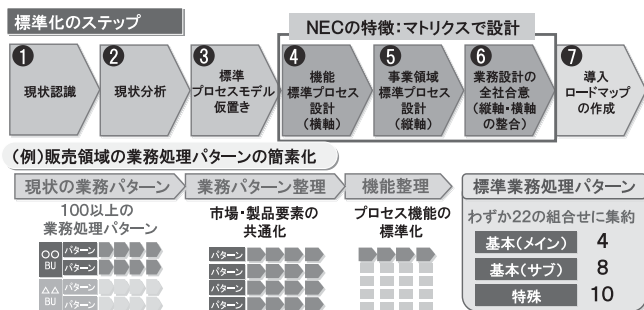 標準化のステップ
NECの特徴:マトリクスで設計
1
現状認識
2
現状分析
3
標準
プロセスモデル
仮置き
4
機能
標準プロセス
設計
(横軸)
5
事業領域
標準プロセス
設計
(縦軸)
6
業務設計の
全社合意
(縦軸・横軸
の整合)
7
導入
ロードマップ
の作成
(例)販売領域の業務処理パターンの簡素化
現状の業務パターン
100以上の
業務処理パターン
○○
BU
パターン
パターン
△△
BU
パターン
パターン
業務パターン整理
市場・製品要素の
共通化
パターン
パターン
パターン
パターン
機能整理
プロセス機能の
標準化
標準業務処理パターン
わずか22の組合せに集約
基本(メイン) 4
基本(サブ) 8
特殊 10